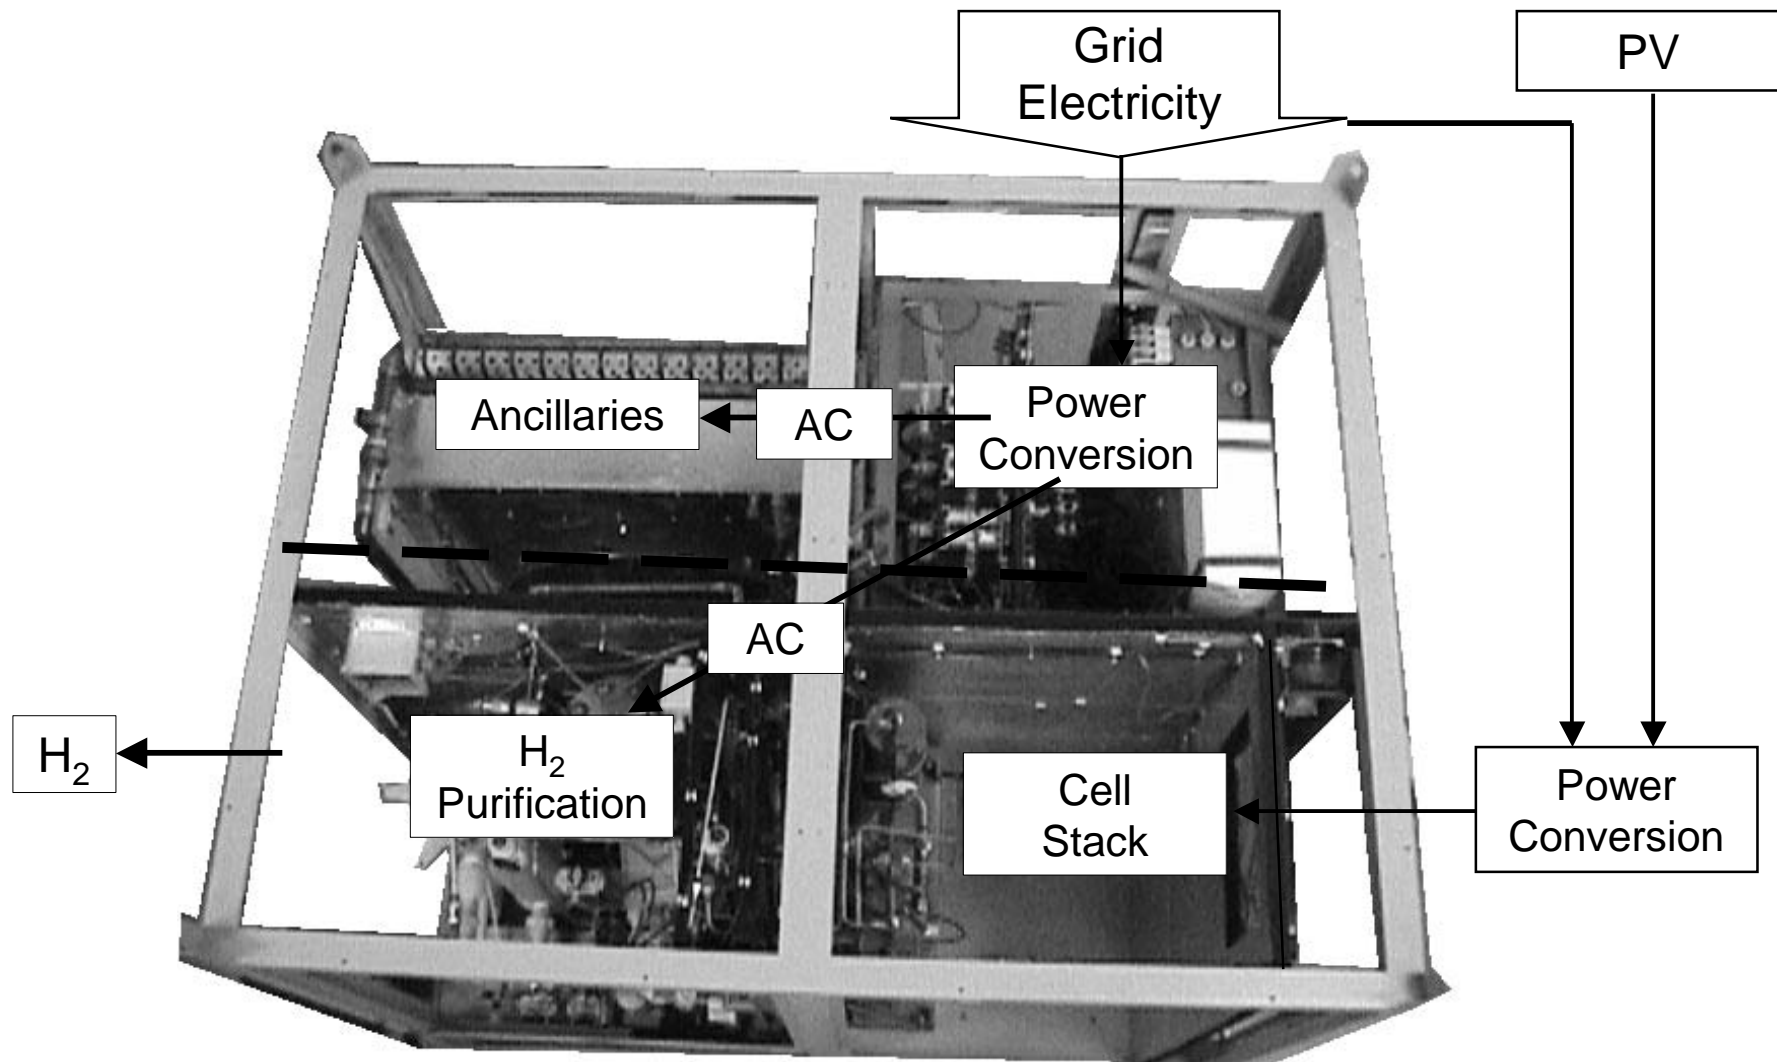 Grid
Electricity
PV
Ancillaries
AC
Power
Conversion
AC
H₂
H₂
Purification
Cell
Stack
Power
Conversion